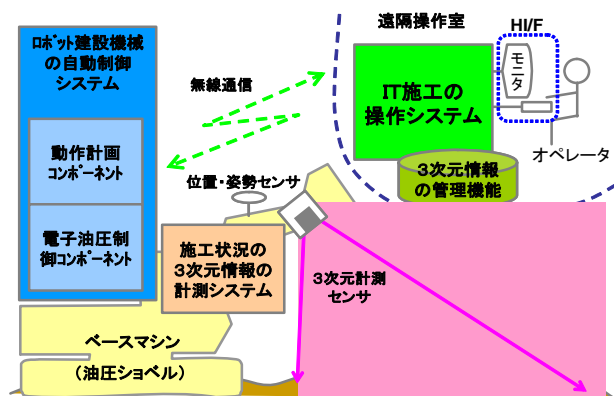 ロボット建設機械
の自動制御
システム
動作計画
コンポーネント
電子油圧制
御コンポーネント
無線通信
位置・姿勢センサ
施工状況の
３次元情報の
計測システム
ベースマシン
（油圧ショベル）
遠隔操作室
HI/F
モニタ
IT施工の
操作システム
オペレータ
３次元情報
の管理機能
３次元計測
センサ